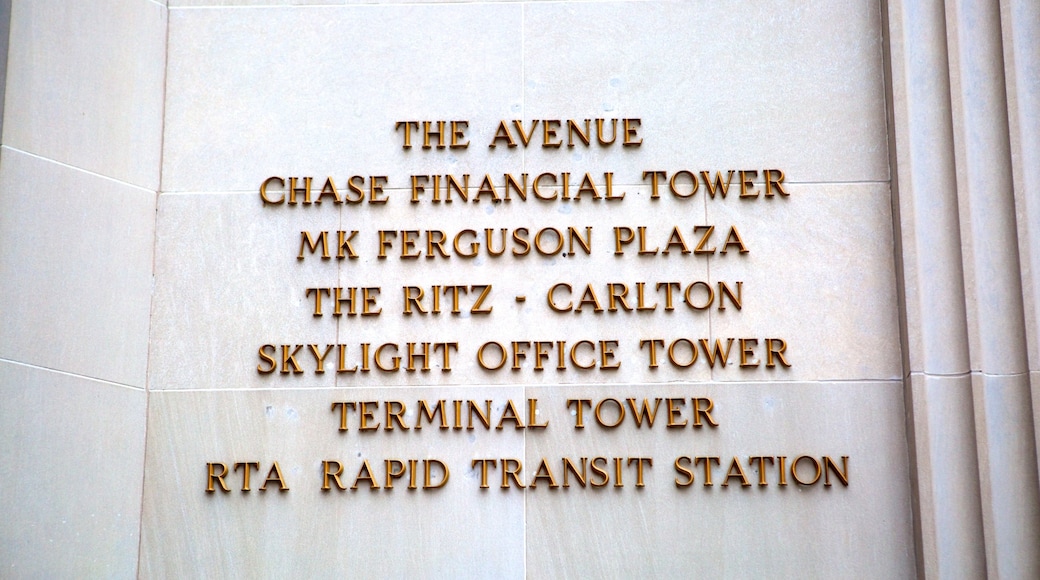 THE AVENUE
CHASE FINANCIAL TOWER
MK FERGUSON PLAZA
THE RITZ - CARLTON
SKYLIGHT OFFICE TOWER
TERMINAL TOWER
RTA RAPID TRANSIT STATION